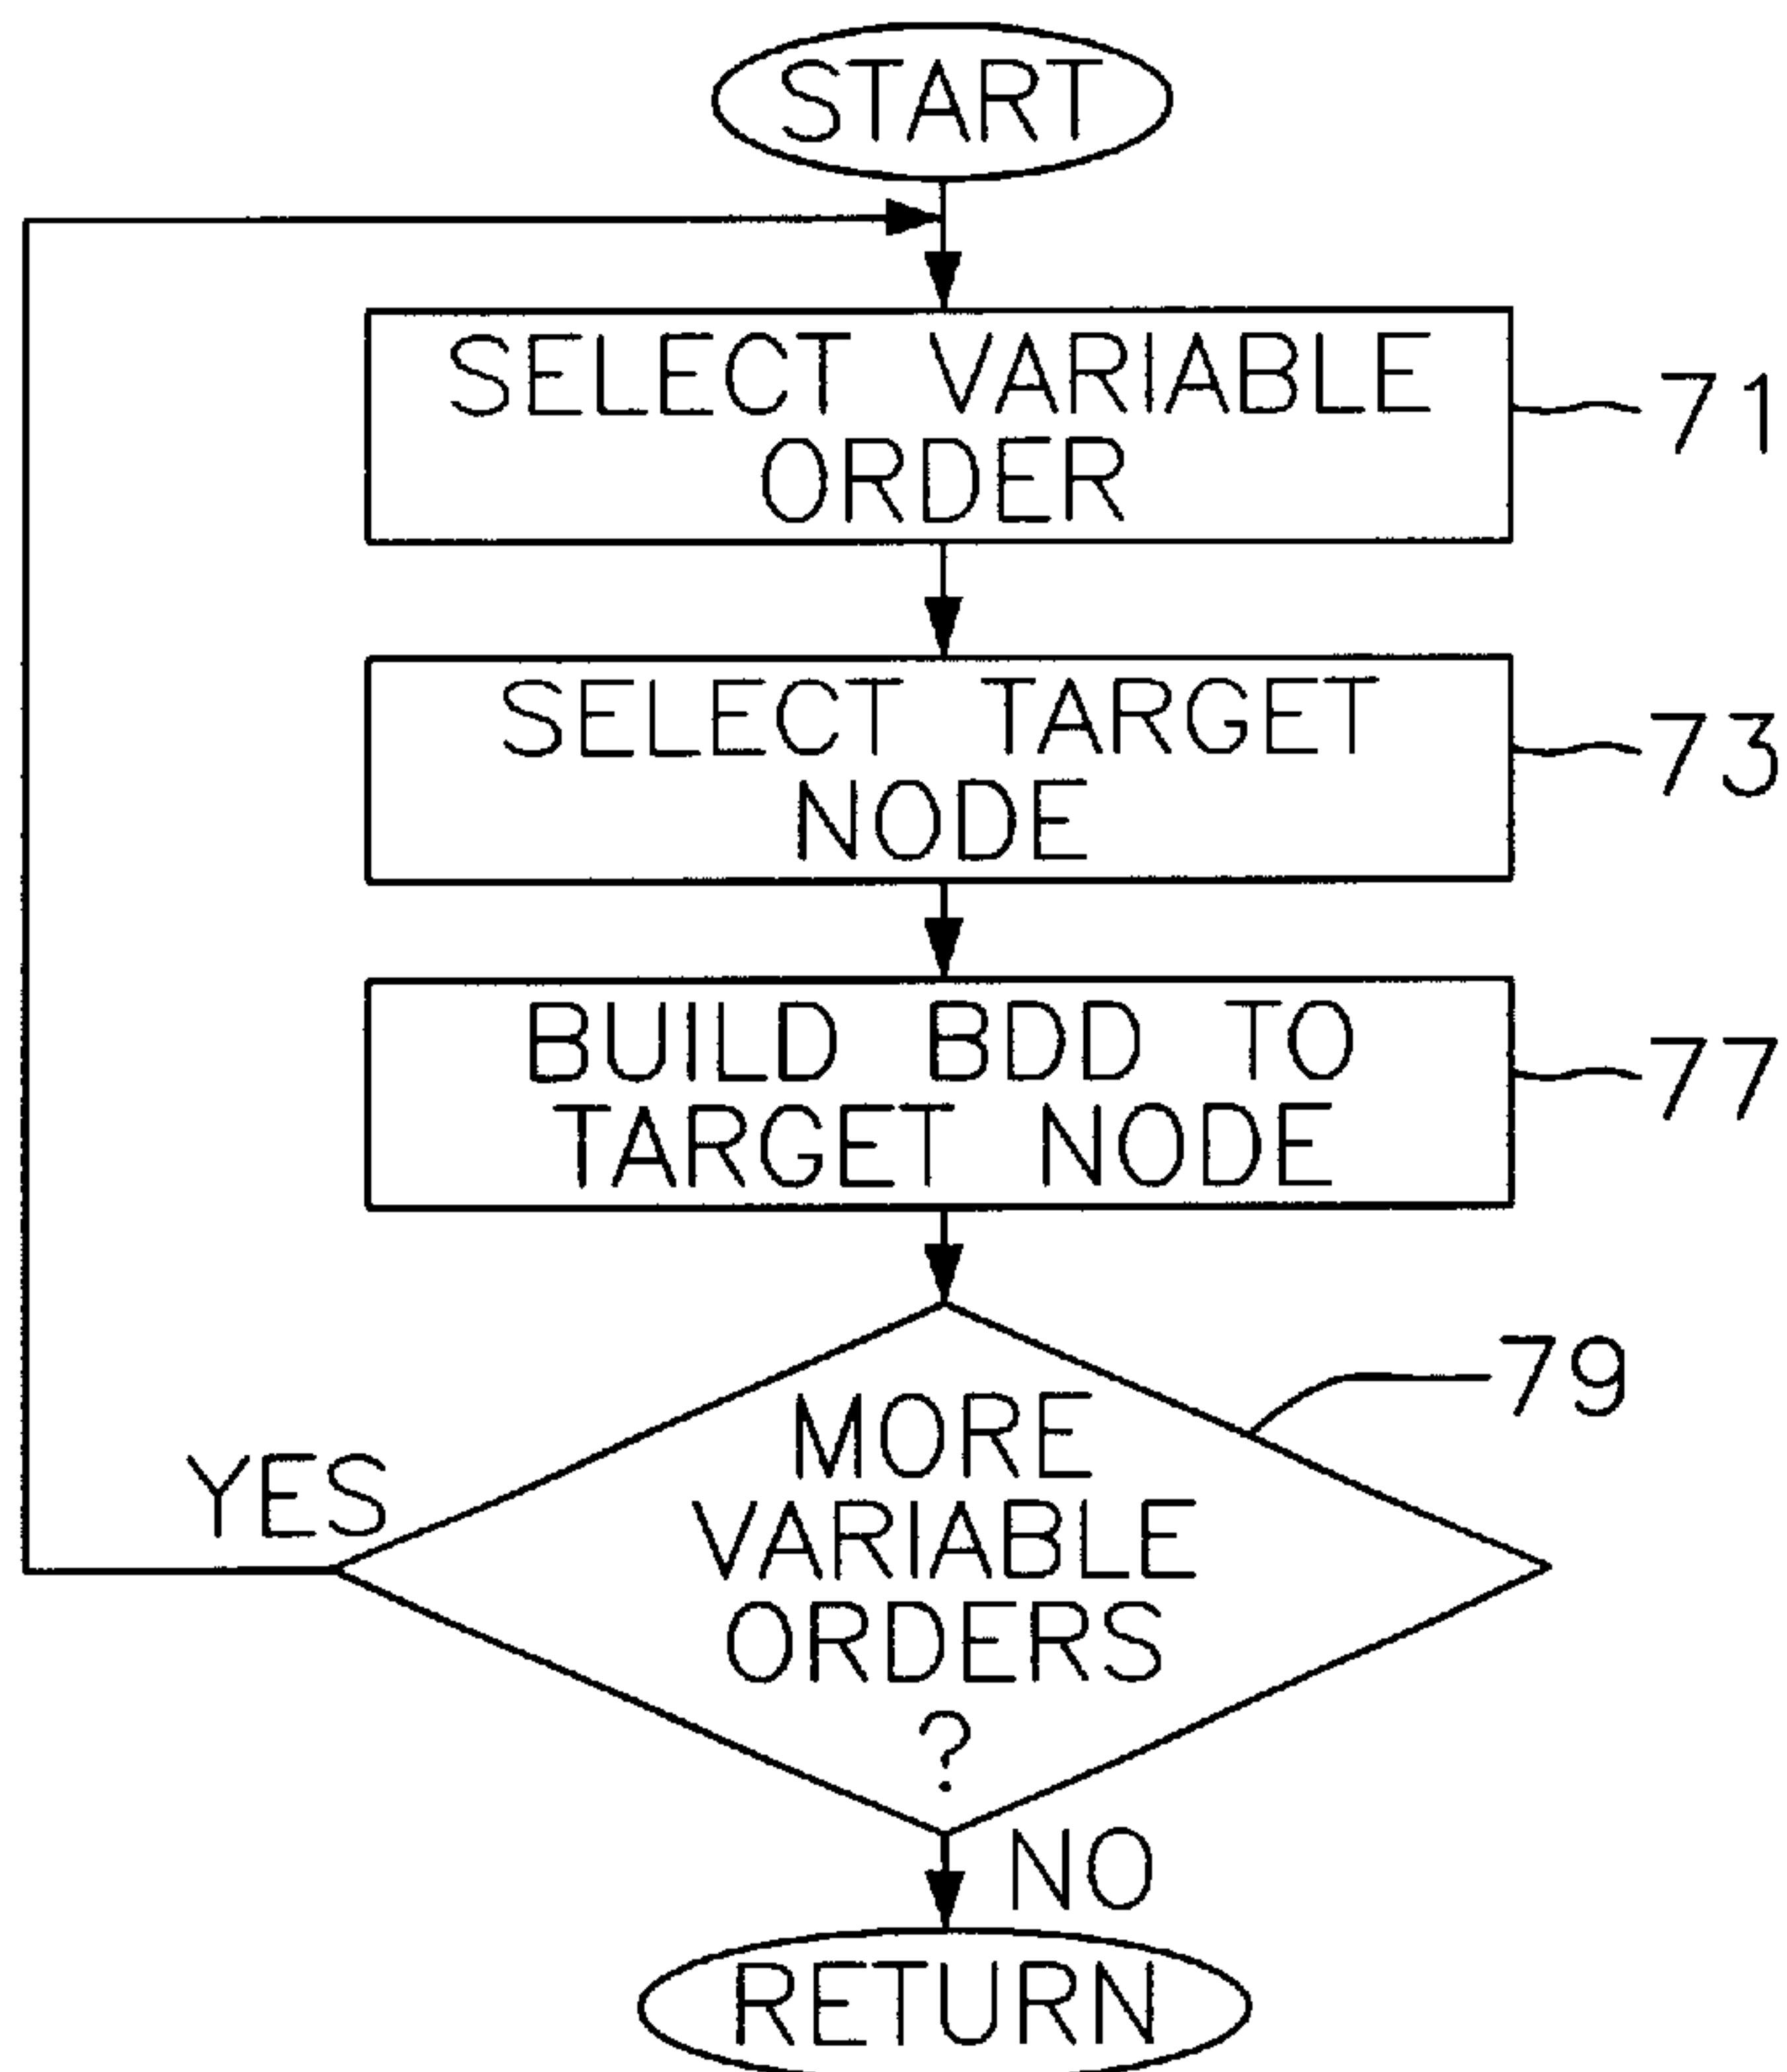 START
SELECT VARIABLE
ORDER
71
SELECT TARGET
NODE
73
BUILD BDD TO
TARGET NODE
77
79
MORE
VARIABLE
ORDERS
?
YES
NO
RETURN